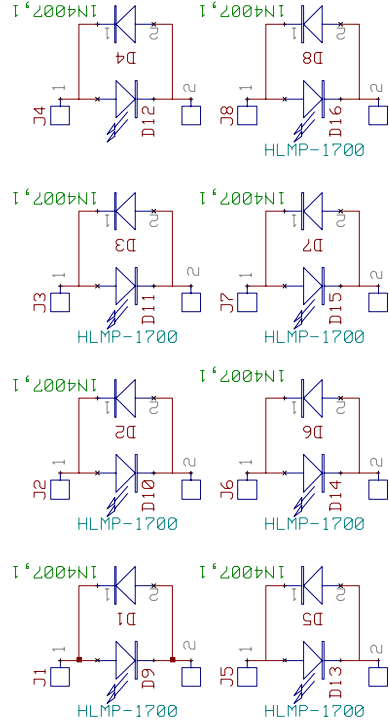 1N4007,1 1N4007,1
1 2 1 2
D4 D8
J4 1 D12 2 J8 1 D16 2
HLMP-1700
1N4007,1 1N4007,1
1 2 1 2
D3 D7
J3 1 D11 2 J7 1 D15 2
HLMP-1700 HLMP-1700
1N4007,1 1N4007,1
1 2 1 2
D2 D6
J2 1 D10 2 J6 1 D14 2
HLMP-1700 HLMP-1700
1N4007,1 1N4007,1
1 2 1 2
D1 D5
J1 1 D9 2 J5 1 D13 2
HLMP-1700 HLMP-1700